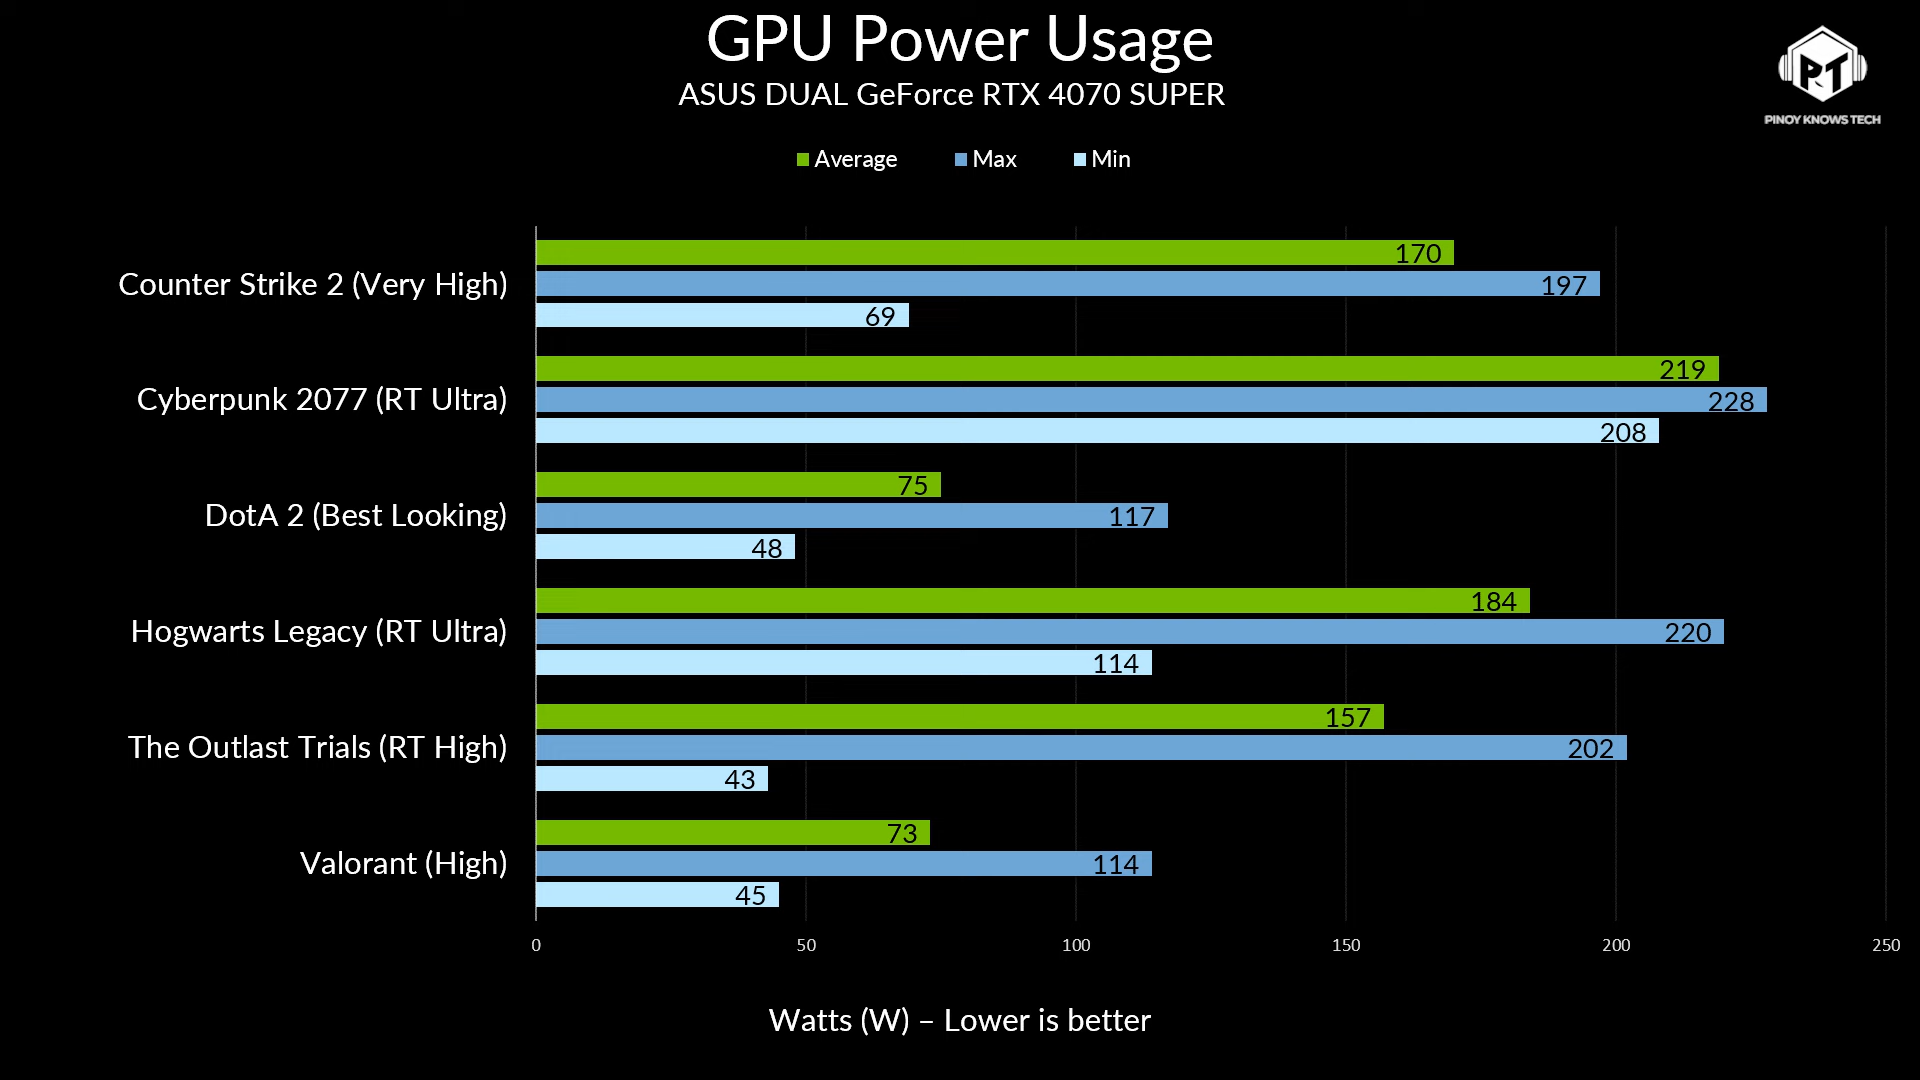 GPU Power Usage
ASUS DUAL GeForce RTX 4070 SUPER
PT
PINOY KNOWS TECH
Average Max Min
170
Counter Strike 2 (Very High) 197
69
219
Cyberpunk 2077 (RT Ultra) 228
208
75
DotA 2 (Best Looking) 117
48
184
Hogwarts Legacy (RT Ultra) 220
114
157
The Outlast Trials (RT High) 202
43
73
Valorant (High) 114
45
0 50 100 150 200 250
Watts (W) – Lower is better